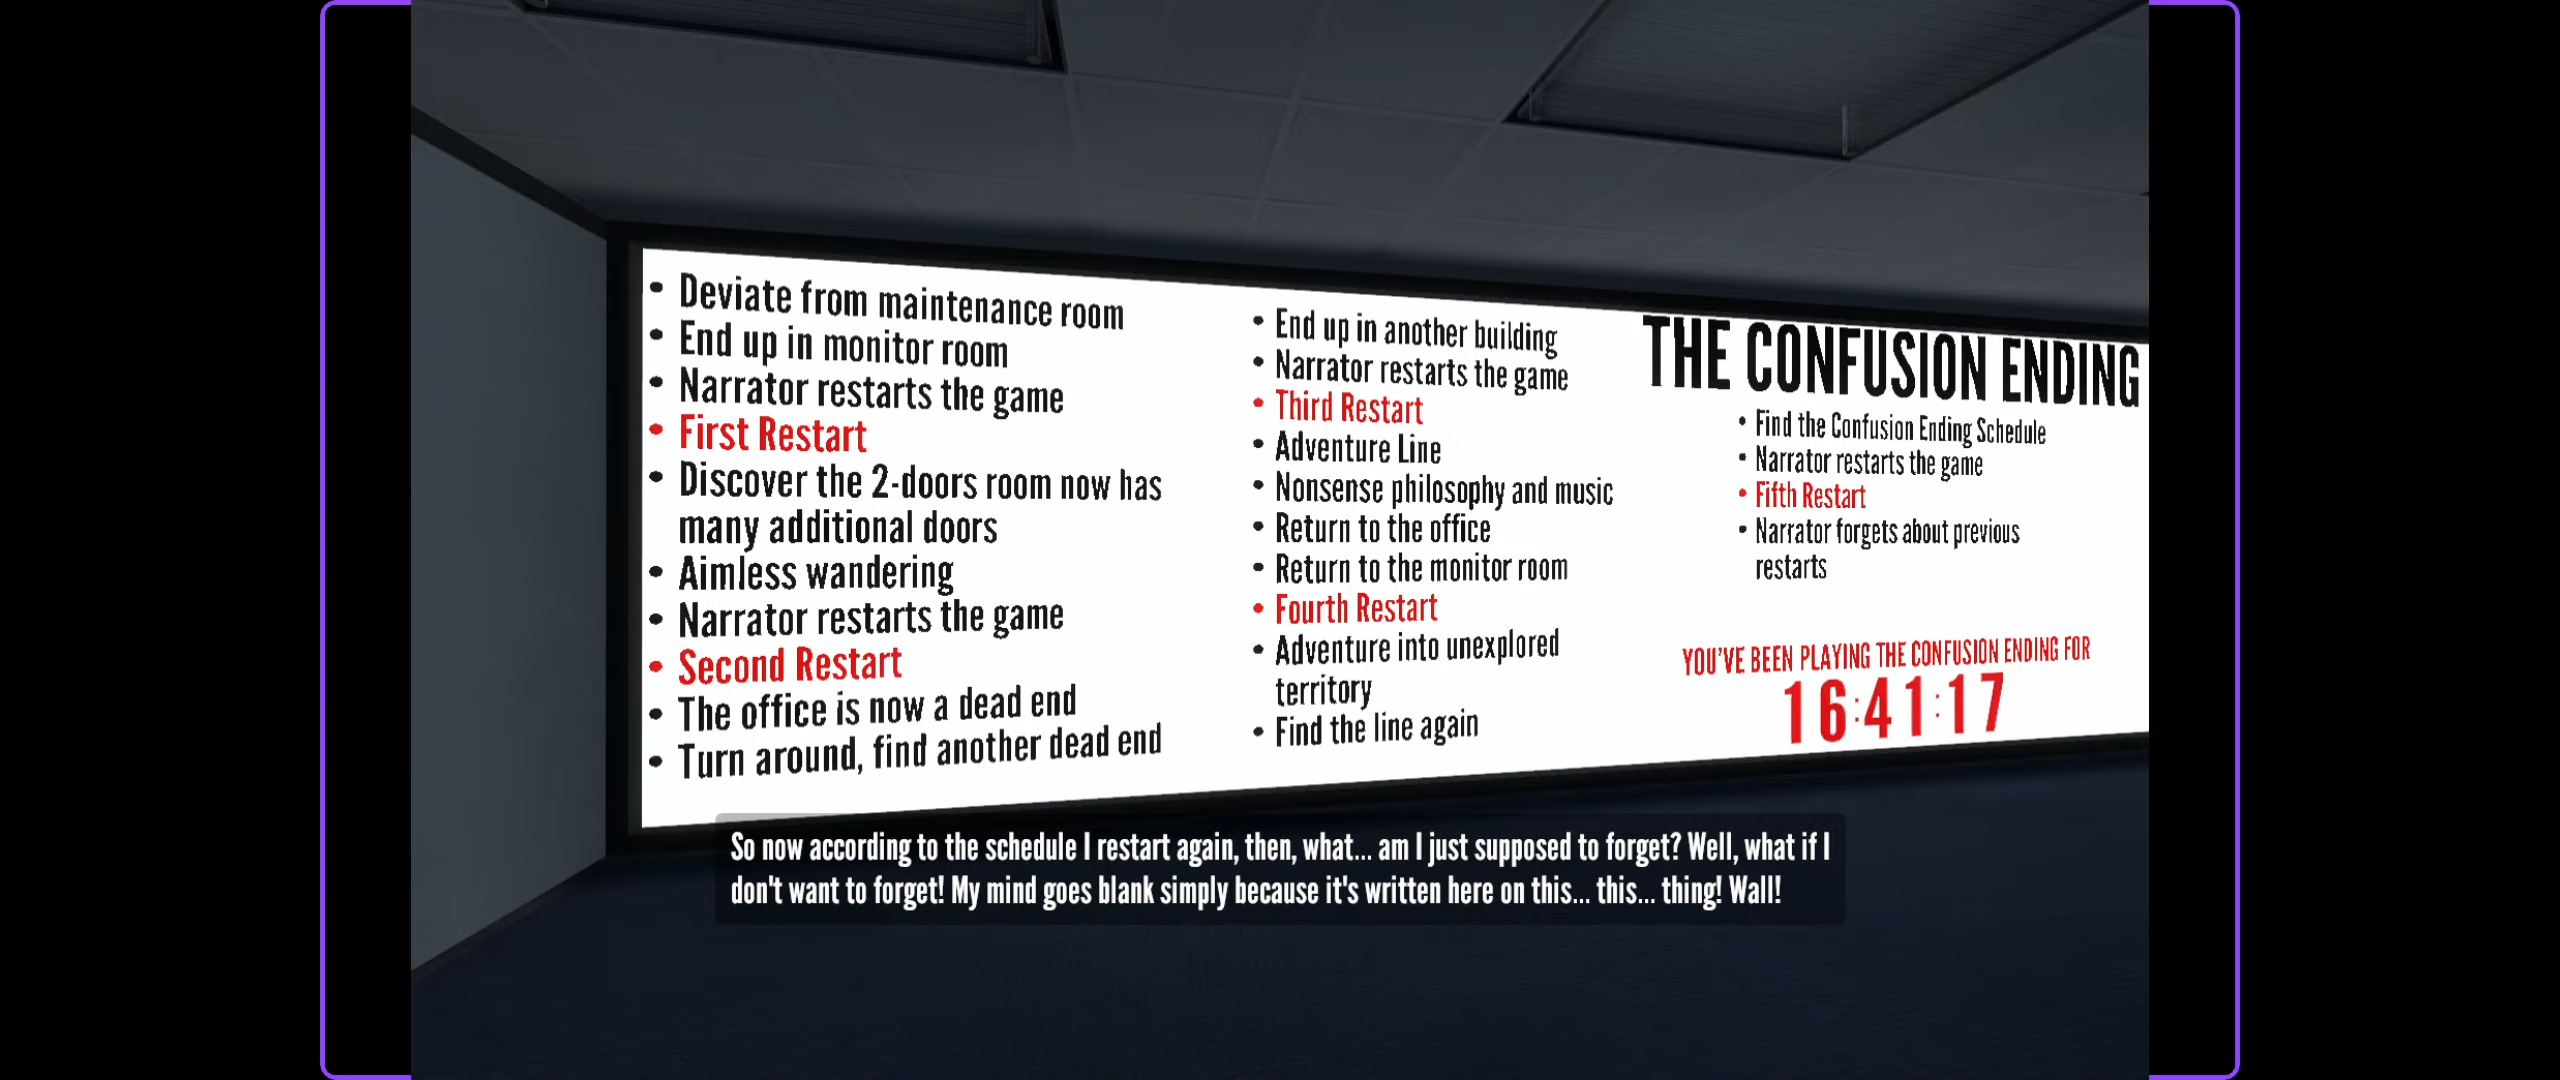 Deviate from maintenance room
End up in monitor room
Narrator restarts the game
First Restart
Discover the 2-doors room now has
many additional doors
Aimless wandering
Narrator restarts the game
Second Restart
The office is now a dead end
Turn around, find another dead end
End up in another building
Narrator restarts the game
Third Restart
Adventure Line
Nonsense philosophy and music
Return to the office
Return to the monitor room
Fourth Restart
Adventure into unexplored
territory
Find the line again
THE CONFUSION ENDING
Find the Confusion Ending Schedule
Narrator restarts the game
Fifth Restart
Narrator forgets about previous
restarts
YOU'VE BEEN PLAYING THE CONFUSION ENDING FOR
16:41:17
So now according to the schedule I restart again, then, what... am I just supposed to forget? Well, what if I
don't want to forget! My mind goes blank simply because it's written here on this... this... thing! Wall!